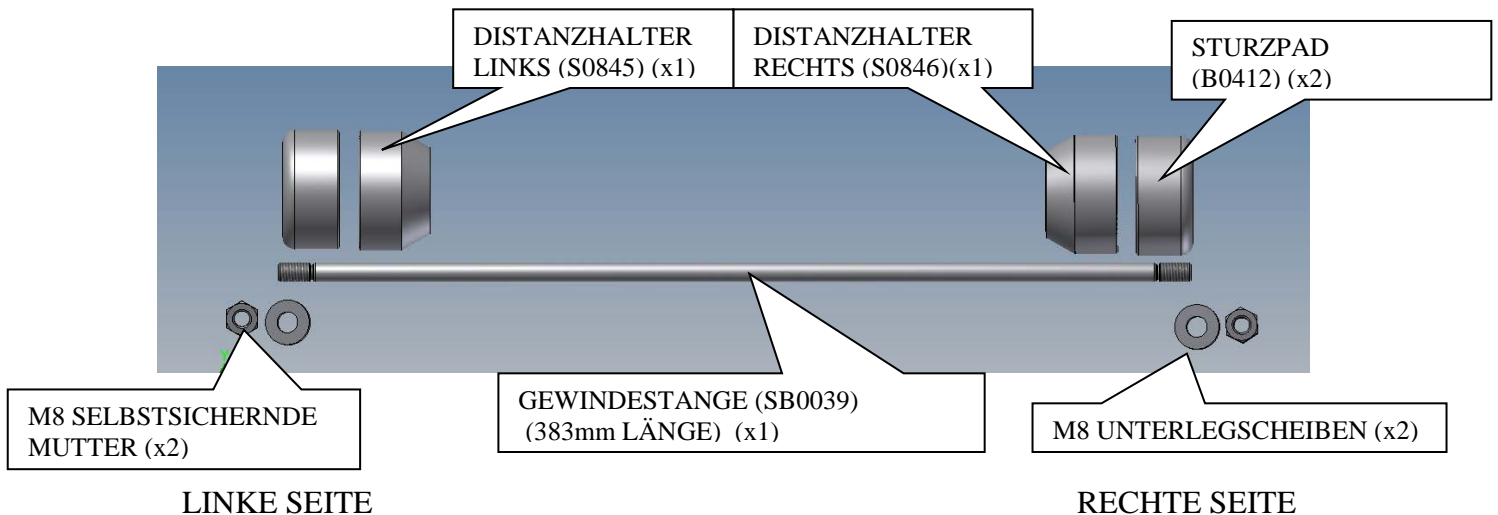 DISTANZHALTER
LINKS (S0845) (x1)
DISTANZHALTER
RECHTS (S0846)(x1)
STURZPAD
(B0412) (x2)
M8 SELBSTSICHERNDE
MUTTER (x2)
GEWINDESTANGE (SB0039)
(383mm LÄNGE) (x1)
M8 UNTERLEGSCHEIBEN (x2)
LINKE SEITE
RECHTE SEITE